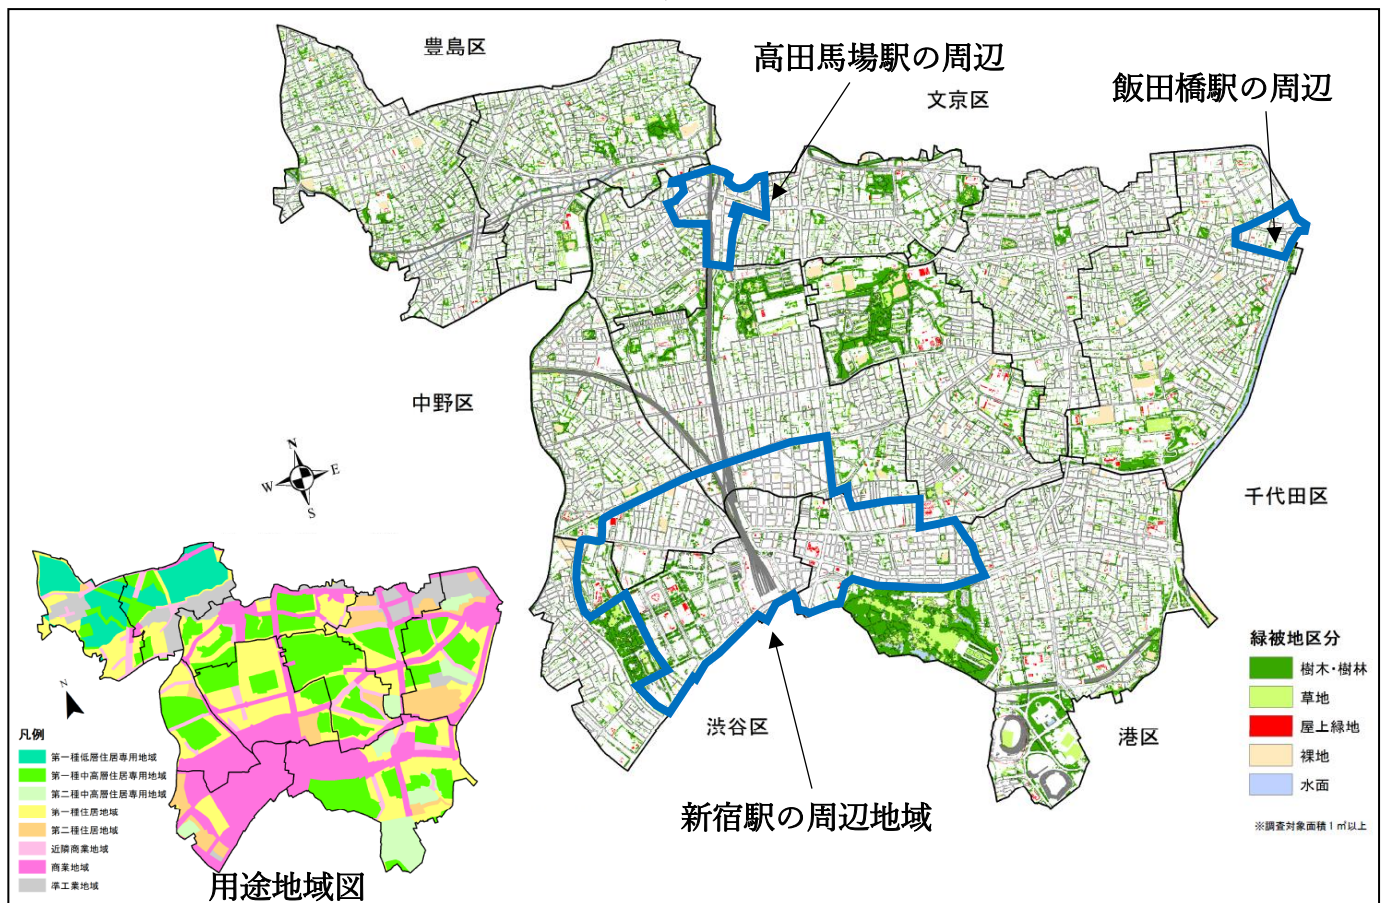 豊島区
高田馬場駅の周辺
文京区
飯田橋駅の周辺
中野区
N
W
E
S
千代田区
渋谷区
港区
新宿駅の周辺地域
緑被地区分
樹木・樹林
草地
屋上緑地
裸地
水面
※調査対象面積1㎡以上
N
凡例
第一種低層住居専用地域
第一種中高層住居専用地域
第二種中高層住居専用地域
第一種住居地域
第二種住居地域
近隣商業地域
商業地域
準工業地域
用途地域図